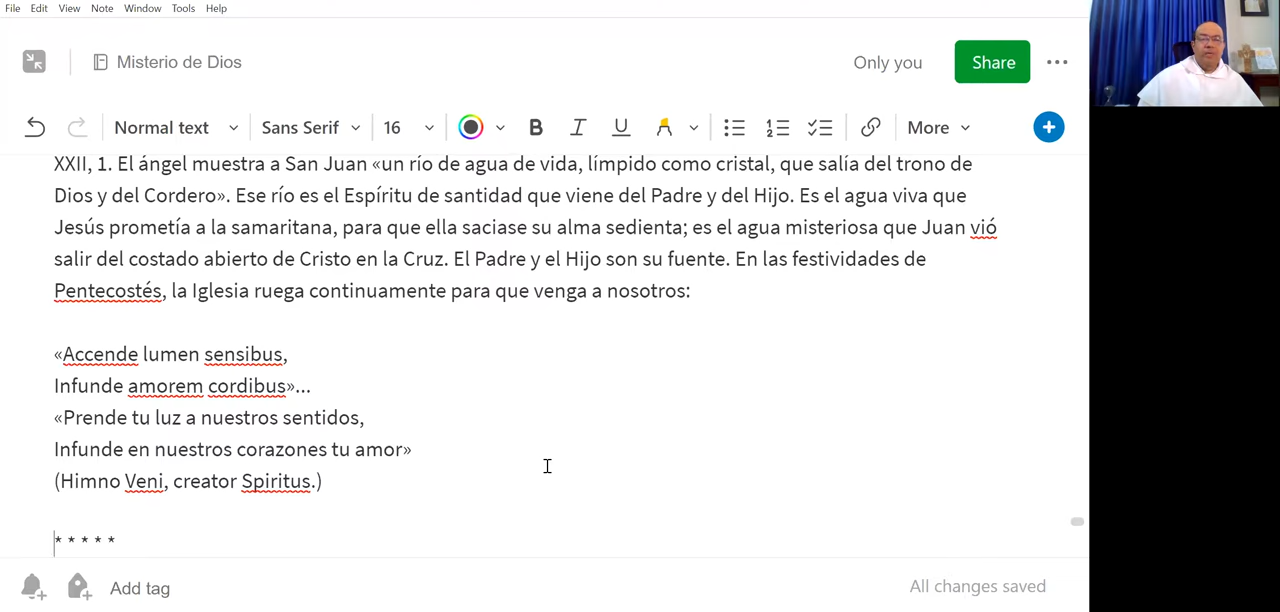 File Edit View Note Window Tools Help
Misterio de Dios
Only you Share
Normal text Sans Serif 16 B I U A More
XXII, 1. El ángel muestra a San Juan «un río de agua de vida, límpido como cristal, que salía del trono de
Dios y del Cordero». Ese río es el Espíritu de santidad que viene del Padre y del Hijo. Es el agua viva que
Jesús prometía a la samaritana, para que ella saciase su alma sedienta; es el agua misteriosa que Juan vió
salir del costado abierto de Cristo en la Cruz. El Padre y el Hijo son su fuente. En las festividades de
Pentecostés, la Iglesia ruega continuamente para que venga a nosotros:
«Accende lumen sensibus,
Infunde amorem cordibus»...
«Prende tu luz a nuestros sentidos,
Infunde en nuestros corazones tu amor»
(Himno Veni, creator Spiritus.)
* * * * *
Add tag
All changes saved